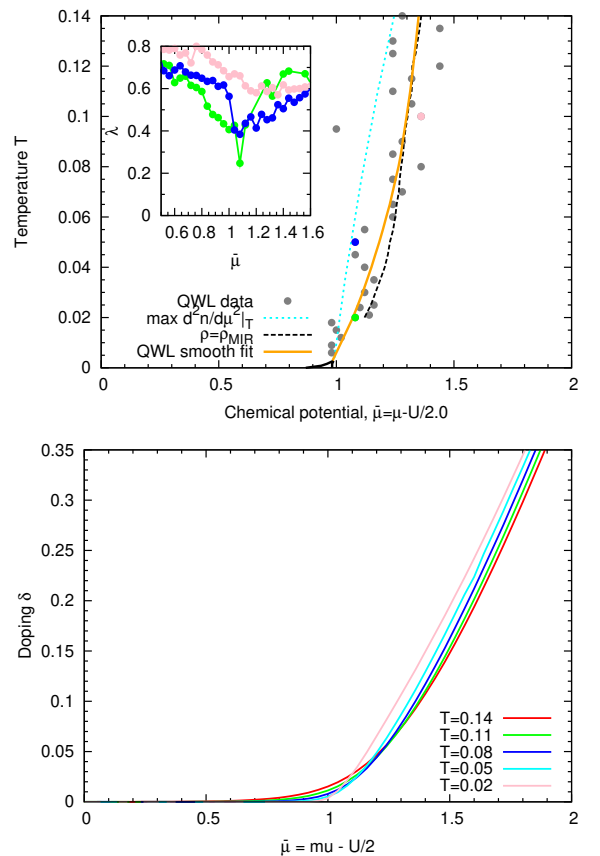 0.14
0.12
0.1
0.08
0.06
0.04
0.02
0
Temperature T
0.8
0.6
0.4
0.2
0
λ
0.6 0.8 1 1.2 1.4 1.6
μ̄
QWL data
max d²n/dμ²|T
ρ=ρMIR
QWL smooth fit
0 0.5 1 1.5 2
Chemical potential, μ̄=μ-U/2.0
0.35
0.3
0.25
0.2
0.15
0.1
0.05
0
Doping δ
T=0.14
T=0.11
T=0.08
T=0.05
T=0.02
0 0.5 1 1.5 2
μ̄ = mu - U/2